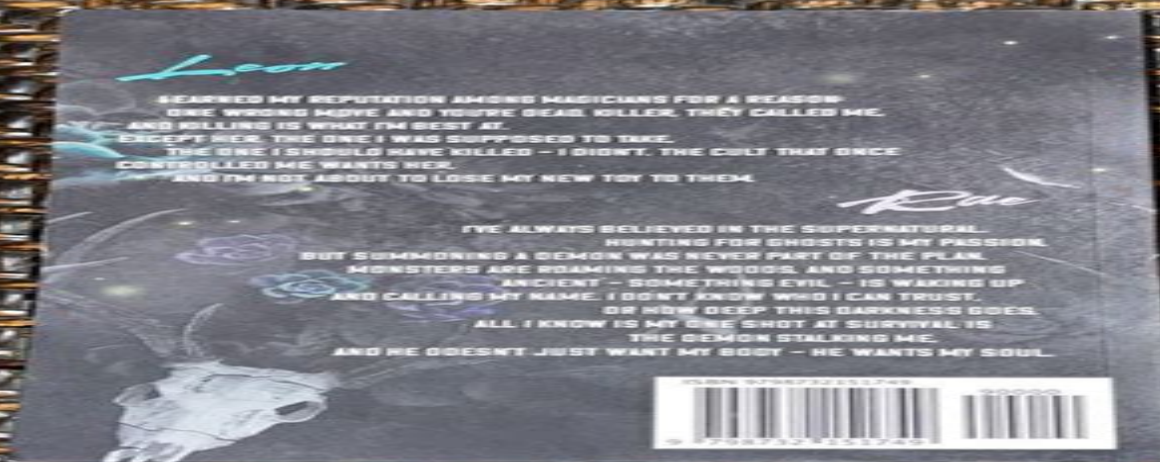 Leon
I EARNED MY REPUTATION AMONG MAGICIANS FOR A REASON.
ONE WRONG MOVE AND YOU'RE DEAD. KILLER, THEY CALLED ME,
AND KILLING IS WHAT I'M BEST AT.
EXCEPT HER. THE ONE I WAS SUPPOSED TO TAKE.
THE ONE I SHOULD HAVE KILLED – I DIDN'T. THE CULT THAT ONCE
CONTROLLED ME WANTS HER.
AND I'M NOT ABOUT TO LOSE MY NEW TOY TO THEM.
Rae
I'VE ALWAYS BELIEVED IN THE SUPERNATURAL.
HUNTING FOR GHOSTS IS MY PASSION,
BUT SUMMONING A DEMON WAS NEVER PART OF THE PLAN.
MONSTERS ARE ROAMING THE WOODS, AND SOMETHING
ANCIENT – SOMETHING EVIL – IS WAKING UP
AND CALLING MY NAME. I DON'T KNOW WHO I CAN TRUST,
OR HOW DEEP THIS DARKNESS GOES.
ALL I KNOW IS MY ONE SHOT AT SURVIVAL IS
THE DEMON STALKING ME.
AND HE DOESN'T JUST WANT MY BODY – HE WANTS MY SOUL.
ISBN 9798732151749
90000
9 798732 151749